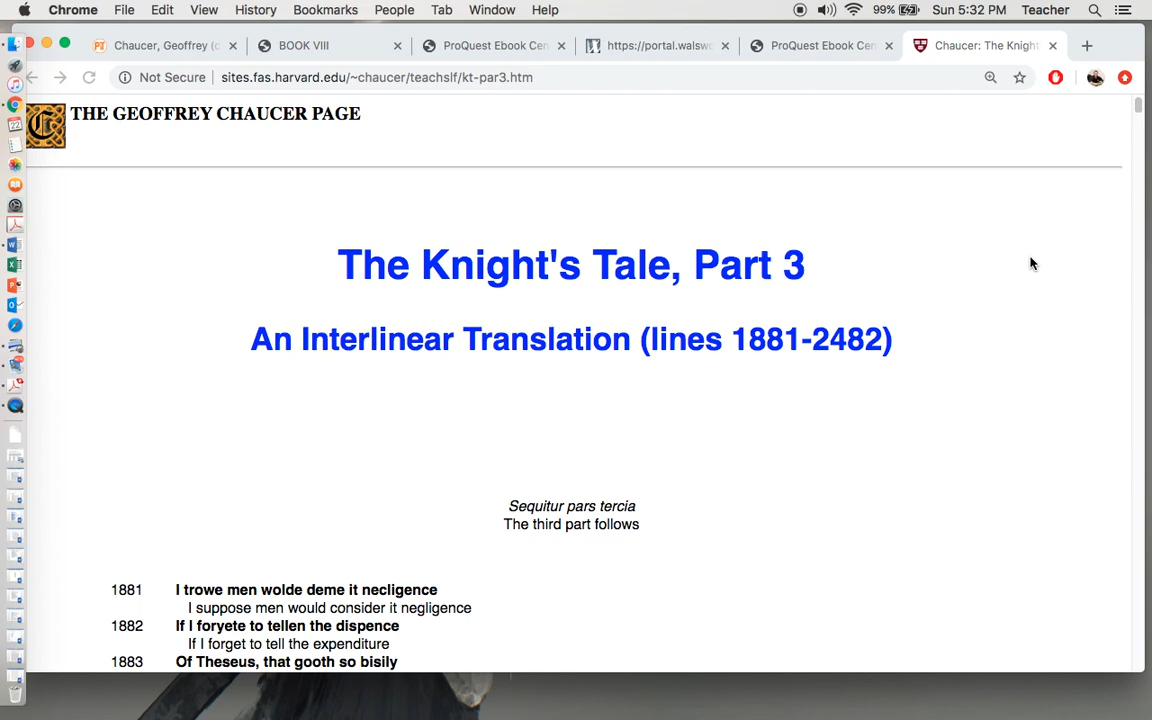 Chrome File Edit View History Bookmarks People Tab Window Help 99% Sun 5:32 PM Teacher
Chaucer, Geoffrey (c BOOK VIII ProQuest Ebook Cen https://portal.walsw ProQuest Ebook Cen Chaucer: The Knight
Not Secure sites.fas.harvard.edu/~chaucer/teachslf/kt-par3.htm
THE GEOFFREY CHAUCER PAGE
The Knight's Tale, Part 3
An Interlinear Translation (lines 1881-2482)
Sequitur pars tercia
The third part follows
1881 I trowe men wolde deme it necligence
I suppose men would consider it negligence
1882 If I foryete to tellen the dispence
If I forget to tell the expenditure
1883 Of Theseus, that gooth so bisily